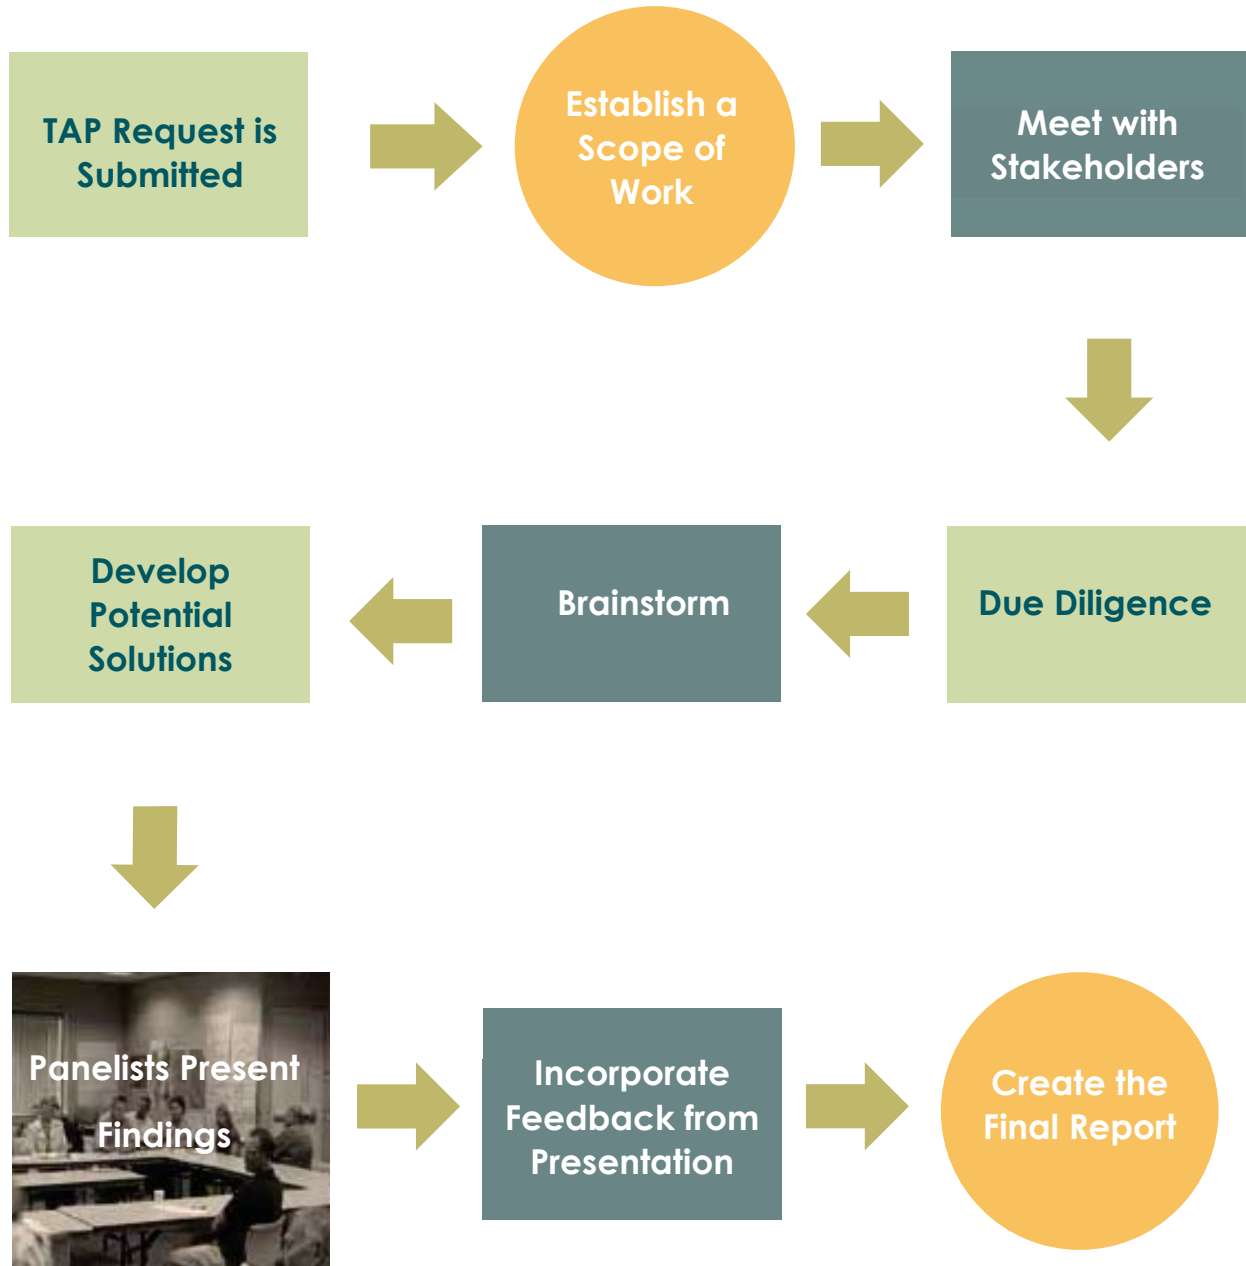 TAP Request is
Submitted
Establish a
Scope of
Work
Meet with
Stakeholders
Due Diligence
Brainstorm
Develop
Potential
Solutions
Panelists Present
Findings
Incorporate
Feedback from
Presentation
Create the
Final Report